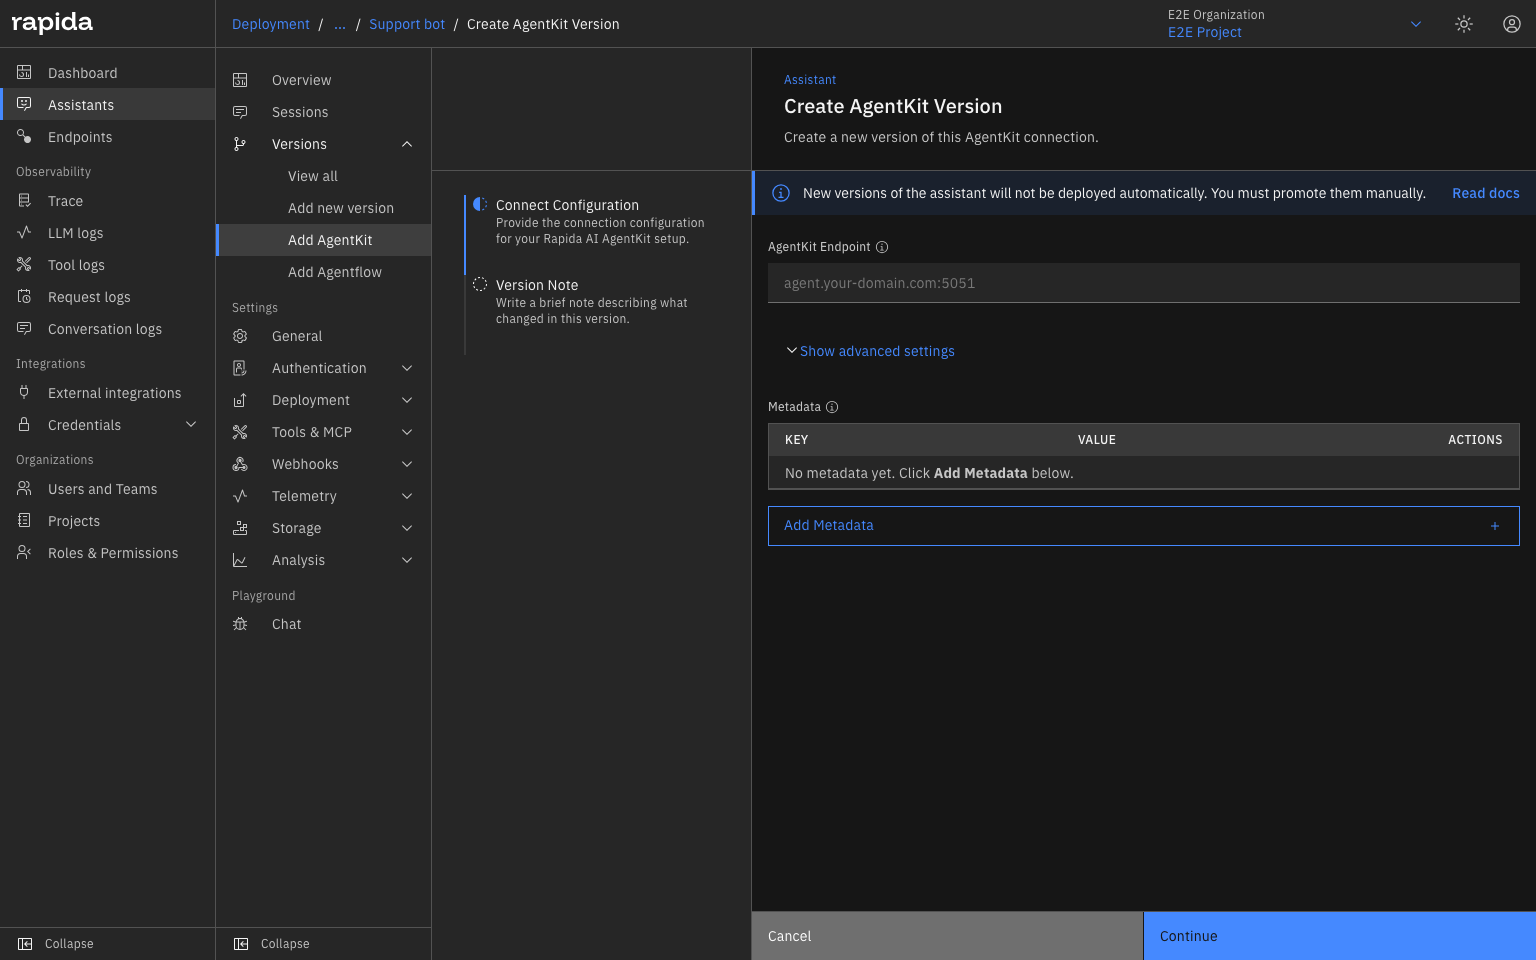 rapida
Deployment / ... / Support bot / Create AgentKit Version
E2E Organization
E2E Project
Dashboard
Assistants
Endpoints
Observability
Trace
LLM logs
Tool logs
Request logs
Conversation logs
Integrations
External integrations
Credentials
Organizations
Users and Teams
Projects
Roles & Permissions
Collapse
Overview
Sessions
Versions
View all
Add new version
Add AgentKit
Add Agentflow
Settings
General
Authentication
Deployment
Tools & MCP
Webhooks
Telemetry
Storage
Analysis
Playground
Chat
Collapse
Connect Configuration
Provide the connection configuration
for your Rapida AI AgentKit setup.
Version Note
Write a brief note describing what
changed in this version.
Assistant
Create AgentKit Version
Create a new version of this AgentKit connection.
New versions of the assistant will not be deployed automatically. You must promote them manually. Read docs
AgentKit Endpoint
agent.your-domain.com:5051
Show advanced settings
Metadata
KEY VALUE ACTIONS
No metadata yet. Click Add Metadata below.
Add Metadata +
Cancel
Continue